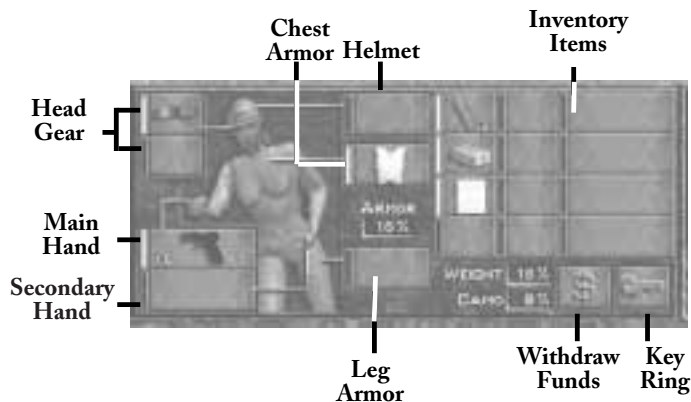 Chest
Armor
Helmet
Inventory
Items
Head
Gear
Main
Hand
Secondary
Hand
ARMOR
16%
WEIGHT 18%
CAMO 8%
$
Leg
Armor
Withdraw
Funds
Key
Ring